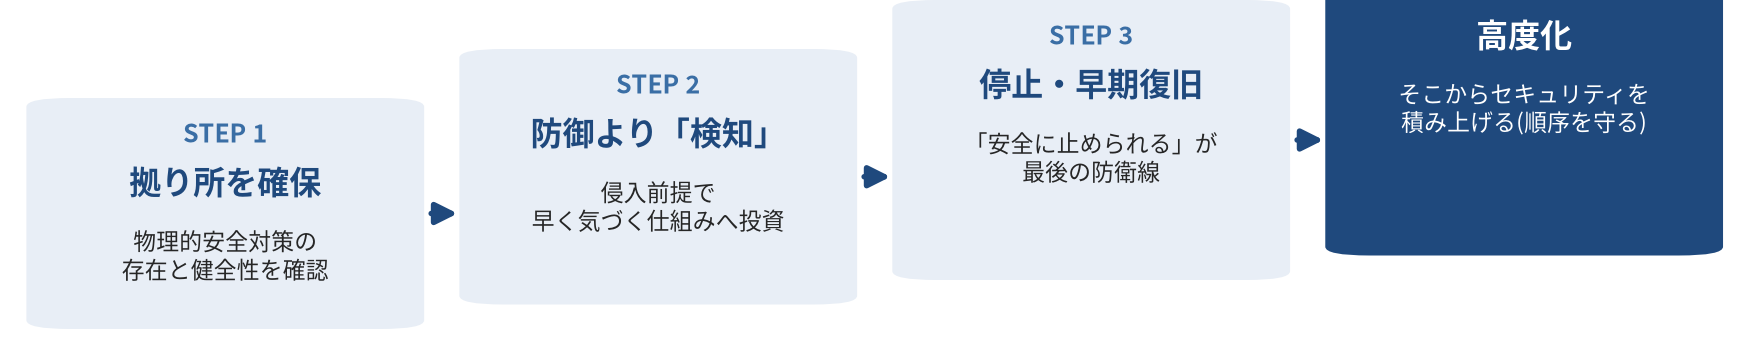 STEP 1
拠り所を確保
物理的安全対策の
存在と健全性を確認
STEP 2
防御より「検知」
侵入前提で
早く気づく仕組みへ投資
STEP 3
停止・早期復旧
「安全に止められる」が
最後の防衛線
高度化
そこからセキュリティを
積み上げる(順序を守る)